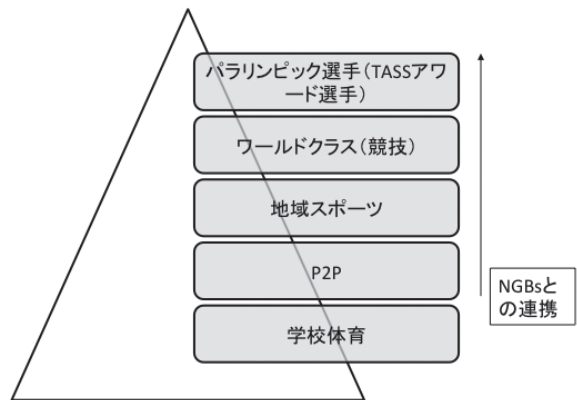 パラリンピック選手（TASSアワ
ード選手）
ワールドクラス（競技）
地域スポーツ
P2P
学校体育
NGBsと
の連携